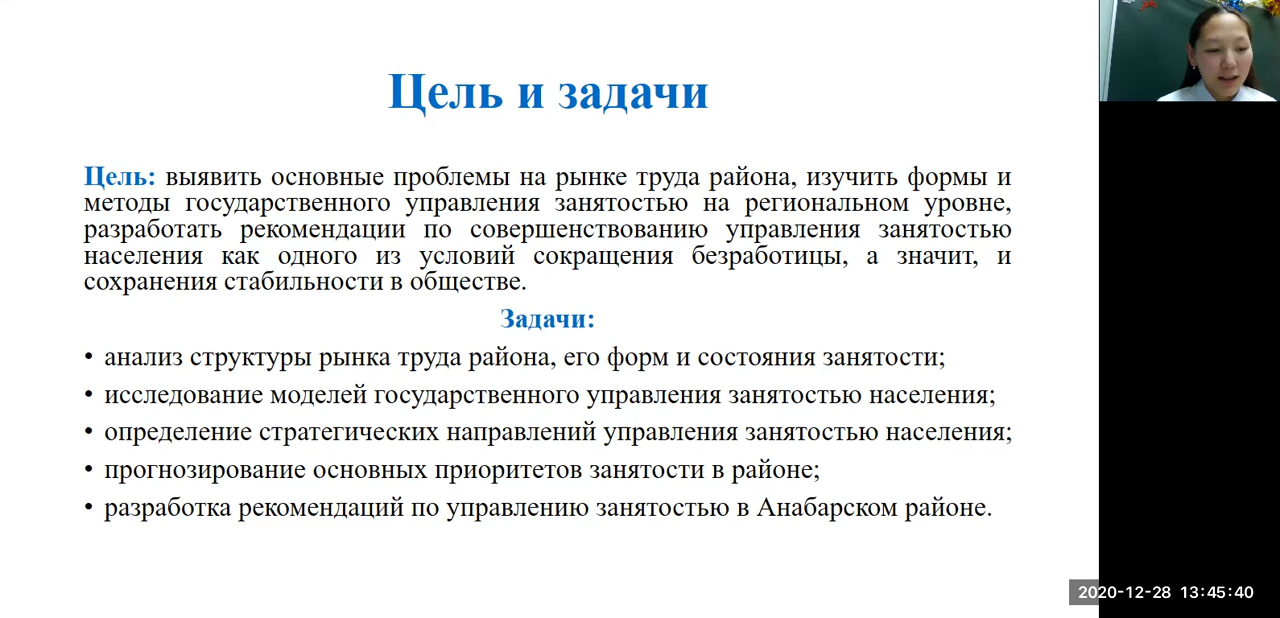 Цель и задачи
Цель: выявить основные проблемы на рынке труда района, изучить формы и
методы государственного управления занятостью на региональном уровне,
разработать рекомендации по совершенствованию управления занятостью
населения как одного из условий сокращения безработицы, а значит, и
сохранения стабильности в обществе.
Задачи:
• анализ структуры рынка труда района, его форм и состояния занятости;
• исследование моделей государственного управления занятостью населения;
• определение стратегических направлений управления занятостью населения;
• прогнозирование основных приоритетов занятости в районе;
• разработка рекомендаций по управлению занятостью в Анабарском районе.
2020-12-28 13:45:40